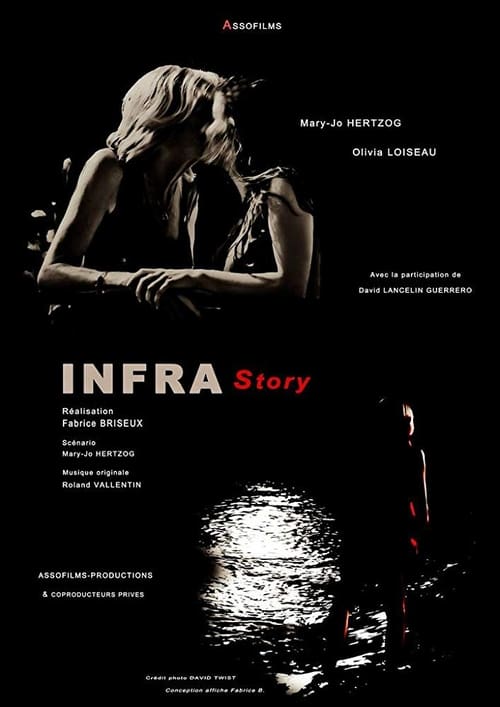 ASSOFILMS
Mary-Jo HERTZOG
Olivia LOISEAU
Avec la participation de
David LANCELIN GUERRERO
INFRA Story
Réalisation
Fabrice BRISEUX
Scénario
Mary-Jo HERTZOG
Musique originale
Roland VALLENTIN
ASSOFILMS-PRODUCTIONS
& COPRODUCTEURS PRIVES
Crédit photo DAVID TWIST
Conception affiche Fabrice B.